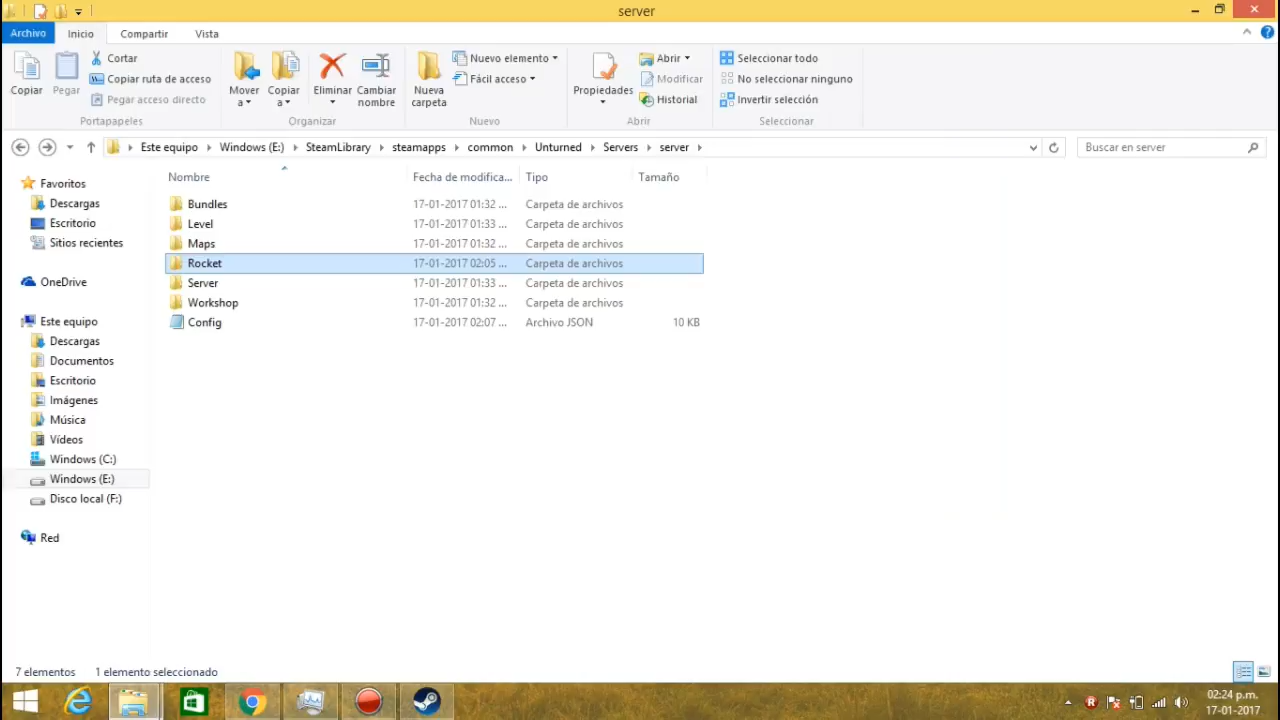 server
Archivo Inicio Compartir Vista
Copiar
Pegar
Cortar
Copiar ruta de acceso
Pegar acceso directo
Portapapeles
Mover a
Copiar a
Eliminar
Cambiar nombre
Organizar
Nueva carpeta
Nuevo elemento
Fácil acceso
Nuevo
Propiedades
Abrir
Modificar
Historial
Abrir
Seleccionar todo
No seleccionar ninguno
Invertir selección
Seleccionar
Este equipo Windows (E:) SteamLibrary steamapps common Unturned Servers server
Buscar en server
Favoritos
Descargas
Escritorio
Sitios recientes
OneDrive
Este equipo
Descargas
Documentos
Escritorio
Imágenes
Música
Vídeos
Windows (C:)
Windows (E:)
Disco local (F:)
Red
Nombre Fecha de modifica... Tipo Tamaño
Bundles 17-01-2017 01:32 ... Carpeta de archivos
Level 17-01-2017 01:33 ... Carpeta de archivos
Maps 17-01-2017 01:32 ... Carpeta de archivos
Rocket 17-01-2017 02:05 ... Carpeta de archivos
Server 17-01-2017 01:33 ... Carpeta de archivos
Workshop 17-01-2017 01:32 ... Carpeta de archivos
Config 17-01-2017 02:07 ... Archivo JSON 10 KB
7 elementos 1 elemento seleccionado
02:24 p.m.
17-01-2017